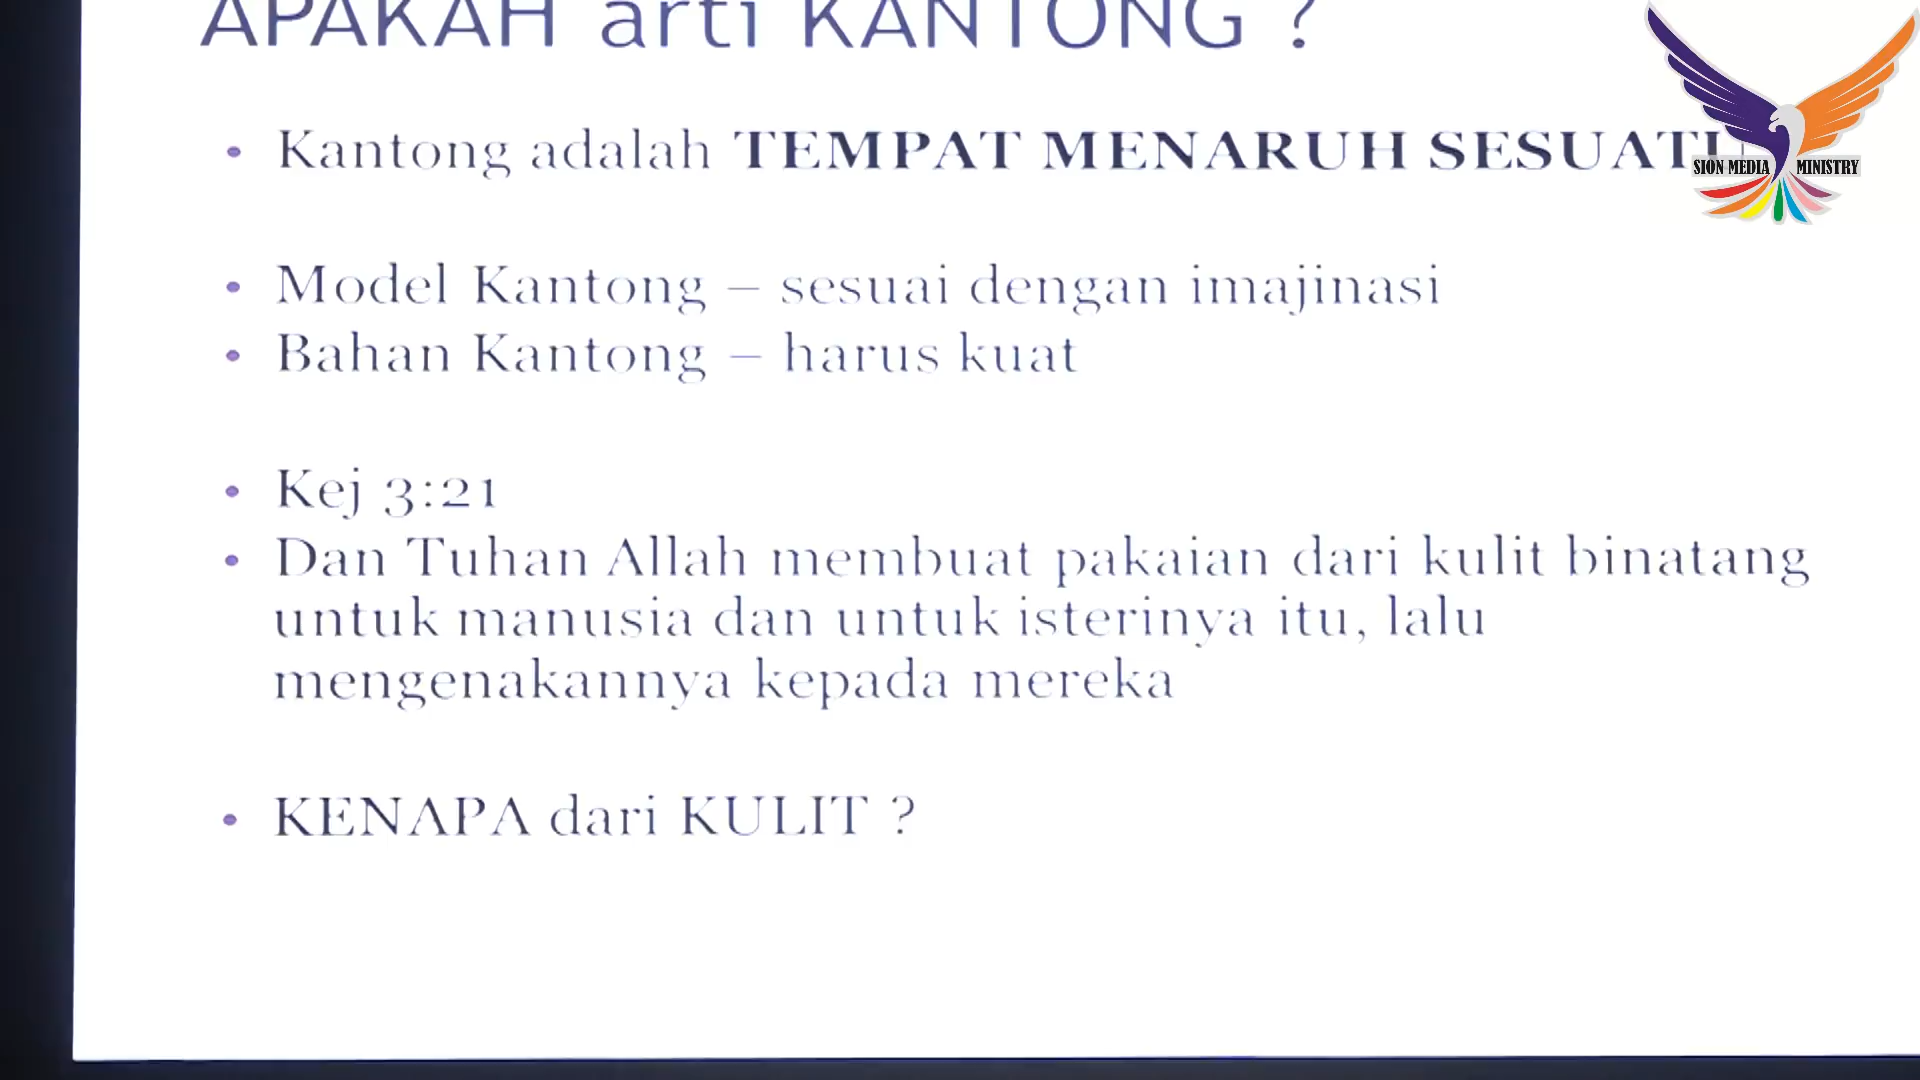 APAKAH arti KANTONG ?
• Kantong adalah TEMPAT MENARUH SESUATU
• Model Kantong – sesuai dengan imajinasi
• Bahan Kantong – harus kuat
• Kej 3:21
• Dan Tuhan Allah membuat pakaian dari kulit binatang
untuk manusia dan untuk isterinya itu, lalu
mengenakannya kepada mereka
• KENAPA dari KULIT ?
SION MEDIA MINISTRY